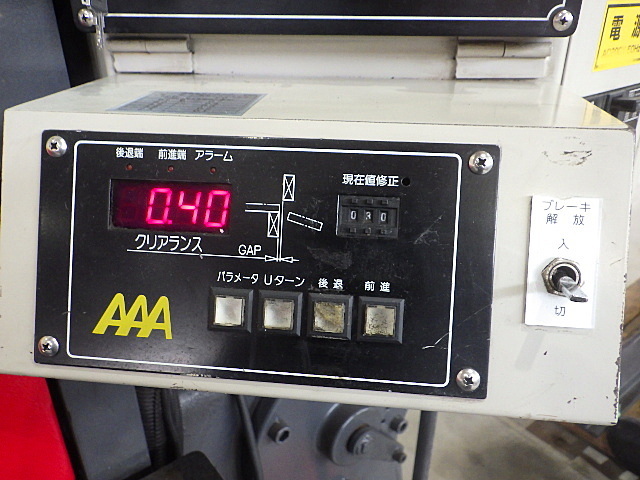 電源
後退端 前進端 アラーム
現在値修正
0.40
030
クリアランス
GAP
パラメータ Uターン 後退 前進
AAA
ブレーキ
解放
入
切